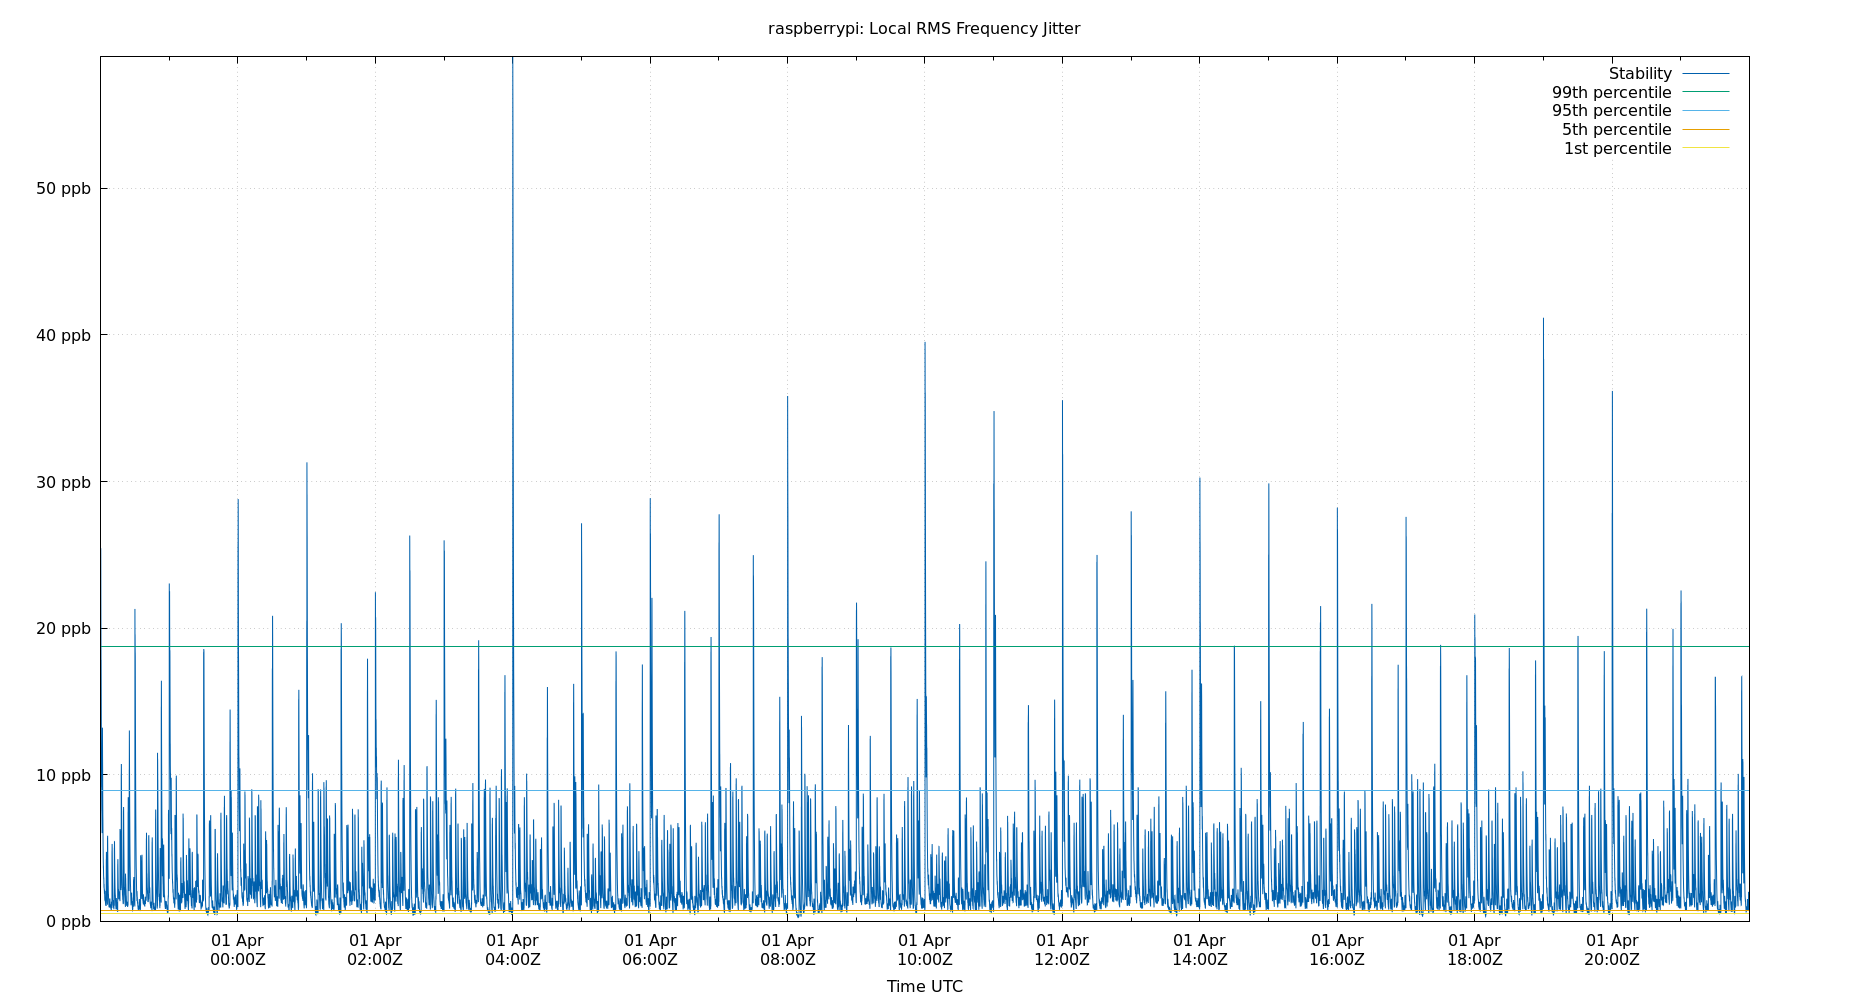 raspberrypi: Local RMS Frequency Jitter
Stability
99th percentile
95th percentile
5th percentile
1st percentile
50 ppb
40 ppb
30 ppb
20 ppb
10 ppb
0 ppb
01 Apr 01 Apr 01 Apr 01 Apr 01 Apr 01 Apr 01 Apr 01 Apr 01 Apr 01 Apr 01 Apr
00:00Z 02:00Z 04:00Z 06:00Z 08:00Z 10:00Z 12:00Z 14:00Z 16:00Z 18:00Z 20:00Z
Time UTC